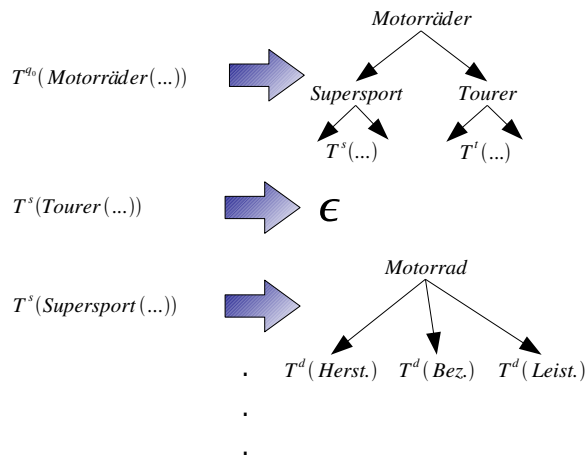 Motorräder
T^{q_0}(Motorräder(...))
Supersport Tourer
T^s(...) T^t(...)
T^s(Tourer(...)) ϵ
Motorrad
T^s(Supersport(...))
T^d(Herst.) T^d(Bez.) T^d(Leist.)
.
.
.